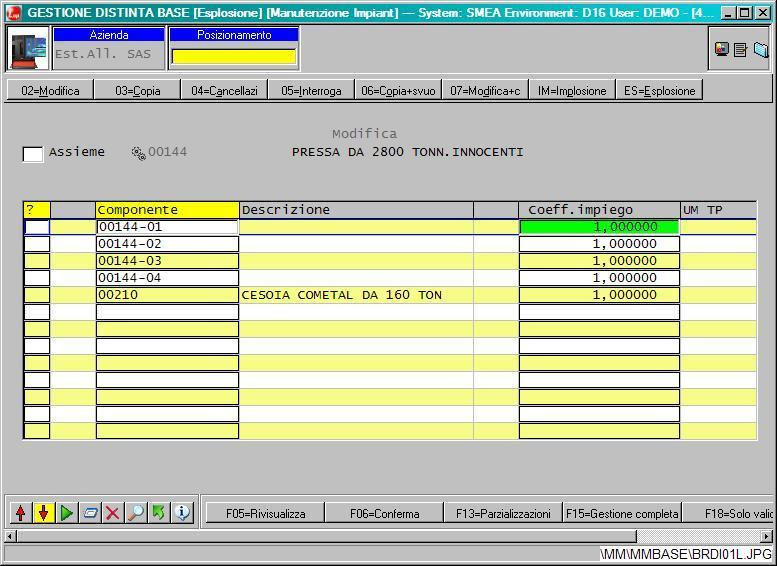 GESTIONE DISTINTA BASE [Esplosione] [Manutenzione Impiant] — System: SMEA Environment: D16 User: DEMO - [4...
Azienda
Posizionamento
Est.All. SAS
02=Modifica
03=Copia
04=Cancellazi
05=Interroga
06=Copia+svuo
07=Modifica+c
IM=Implosione
ES=Esplosione
Modifica
Assieme
00144
PRESSA DA 2800 TONN.INNOCENTI
? Componente Descrizione Coeff.impiego UM TP
00144-01 1,000000
00144-02 1,000000
00144-03 1,000000
00144-04 1,000000
00210 CESOIA COMETAL DA 160 TON 1,000000
F05=Rivisualizza
F06=Conferma
F13=Parzializzazioni
F15=Gestione completa
F18=Solo valid
\MM\MMBASE\BRDI01L.JPG